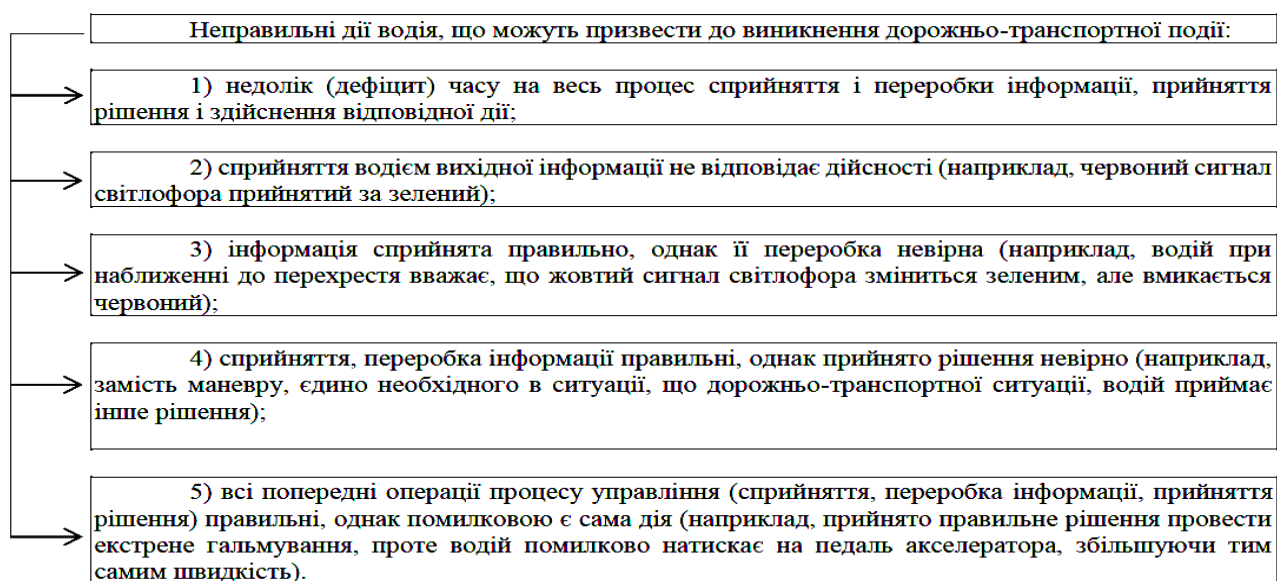 Неправильні дії водія, що можуть призвести до виникнення дорожньо-транспортної події:
1) недолік (дефіцит) часу на весь процес сприйняття і переробки інформації, прийняття
рішення і здійснення відповідної дії;
2) сприйняття водієм вихідної інформації не відповідає дійсності (наприклад, червоний сигнал
світлофора прийнятий за зелений);
3) інформація сприйнята правильно, однак її переробка невірна (наприклад, водій при
наближенні до перехрестя вважає, що жовтий сигнал світлофора зміниться зеленим, але вмикається
червоний);
4) сприйняття, переробка інформації правильні, однак прийнято рішення невірно (наприклад,
замість маневру, єдино необхідного в ситуації, що дорожньо-транспортної ситуації, водій приймає
інше рішення);
5) всі попередні операції процесу управління (сприйняття, переробка інформації, прийняття
рішення) правильні, однак помилковою є сама дія (наприклад, прийнято правильне рішення провести
екстрене гальмування, проте водій помилково натискає на педаль акселератора, збільшуючи тим
самим швидкість).